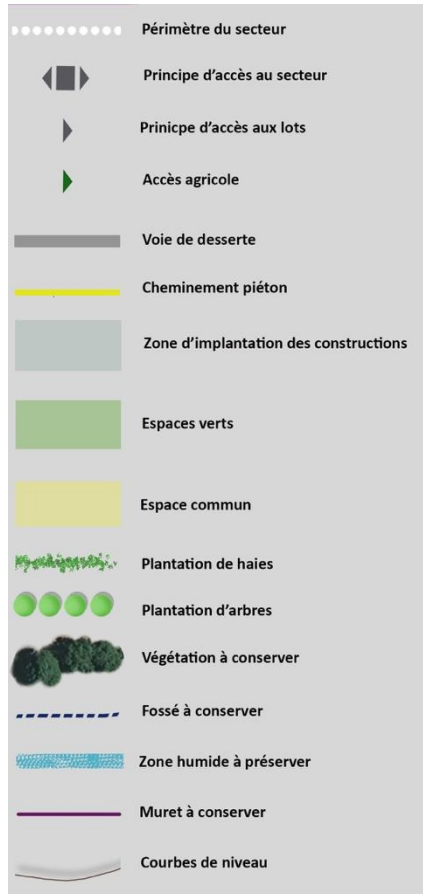 Périmètre du secteur
Principe d'accès au secteur
Prinicpe d'accès aux lots
Accès agricole
Voie de desserte
Cheminement piéton
Zone d'implantation des constructions
Espaces verts
Espace commun
Plantation de haies
Plantation d'arbres
Végétation à conserver
Fossé à conserver
Zone humide à préserver
Muret à conserver
Courbes de niveau